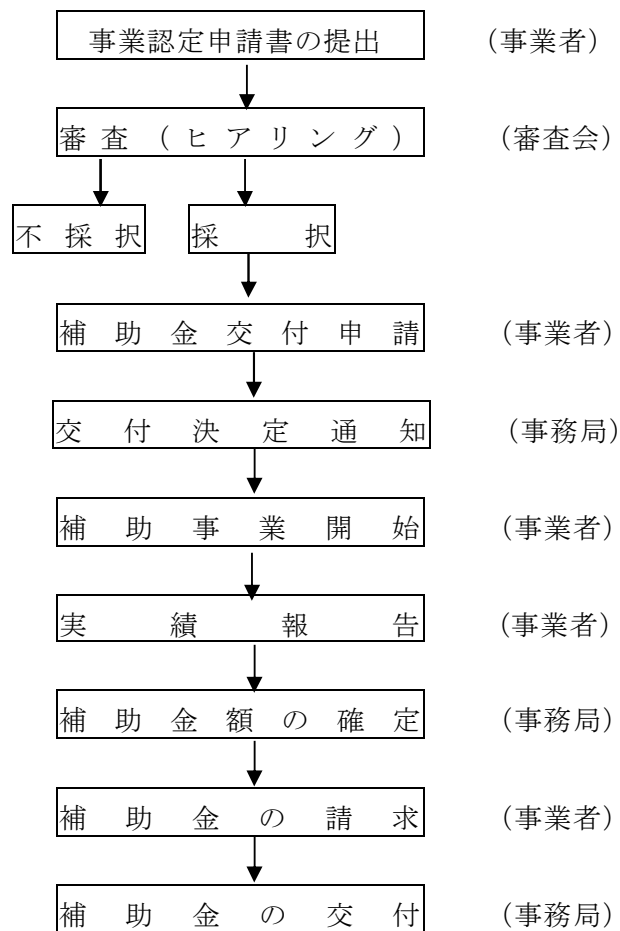 事業認定申請書の提出 (事業者)
審査(ヒアリング) (審査会)
不採択 採択
補助金交付申請 (事業者)
交付決定通知 (事務局)
補助事業開始 (事業者)
実績報告 (事業者)
補助金額の確定 (事務局)
補助金の請求 (事業者)
補助金の交付 (事務局)